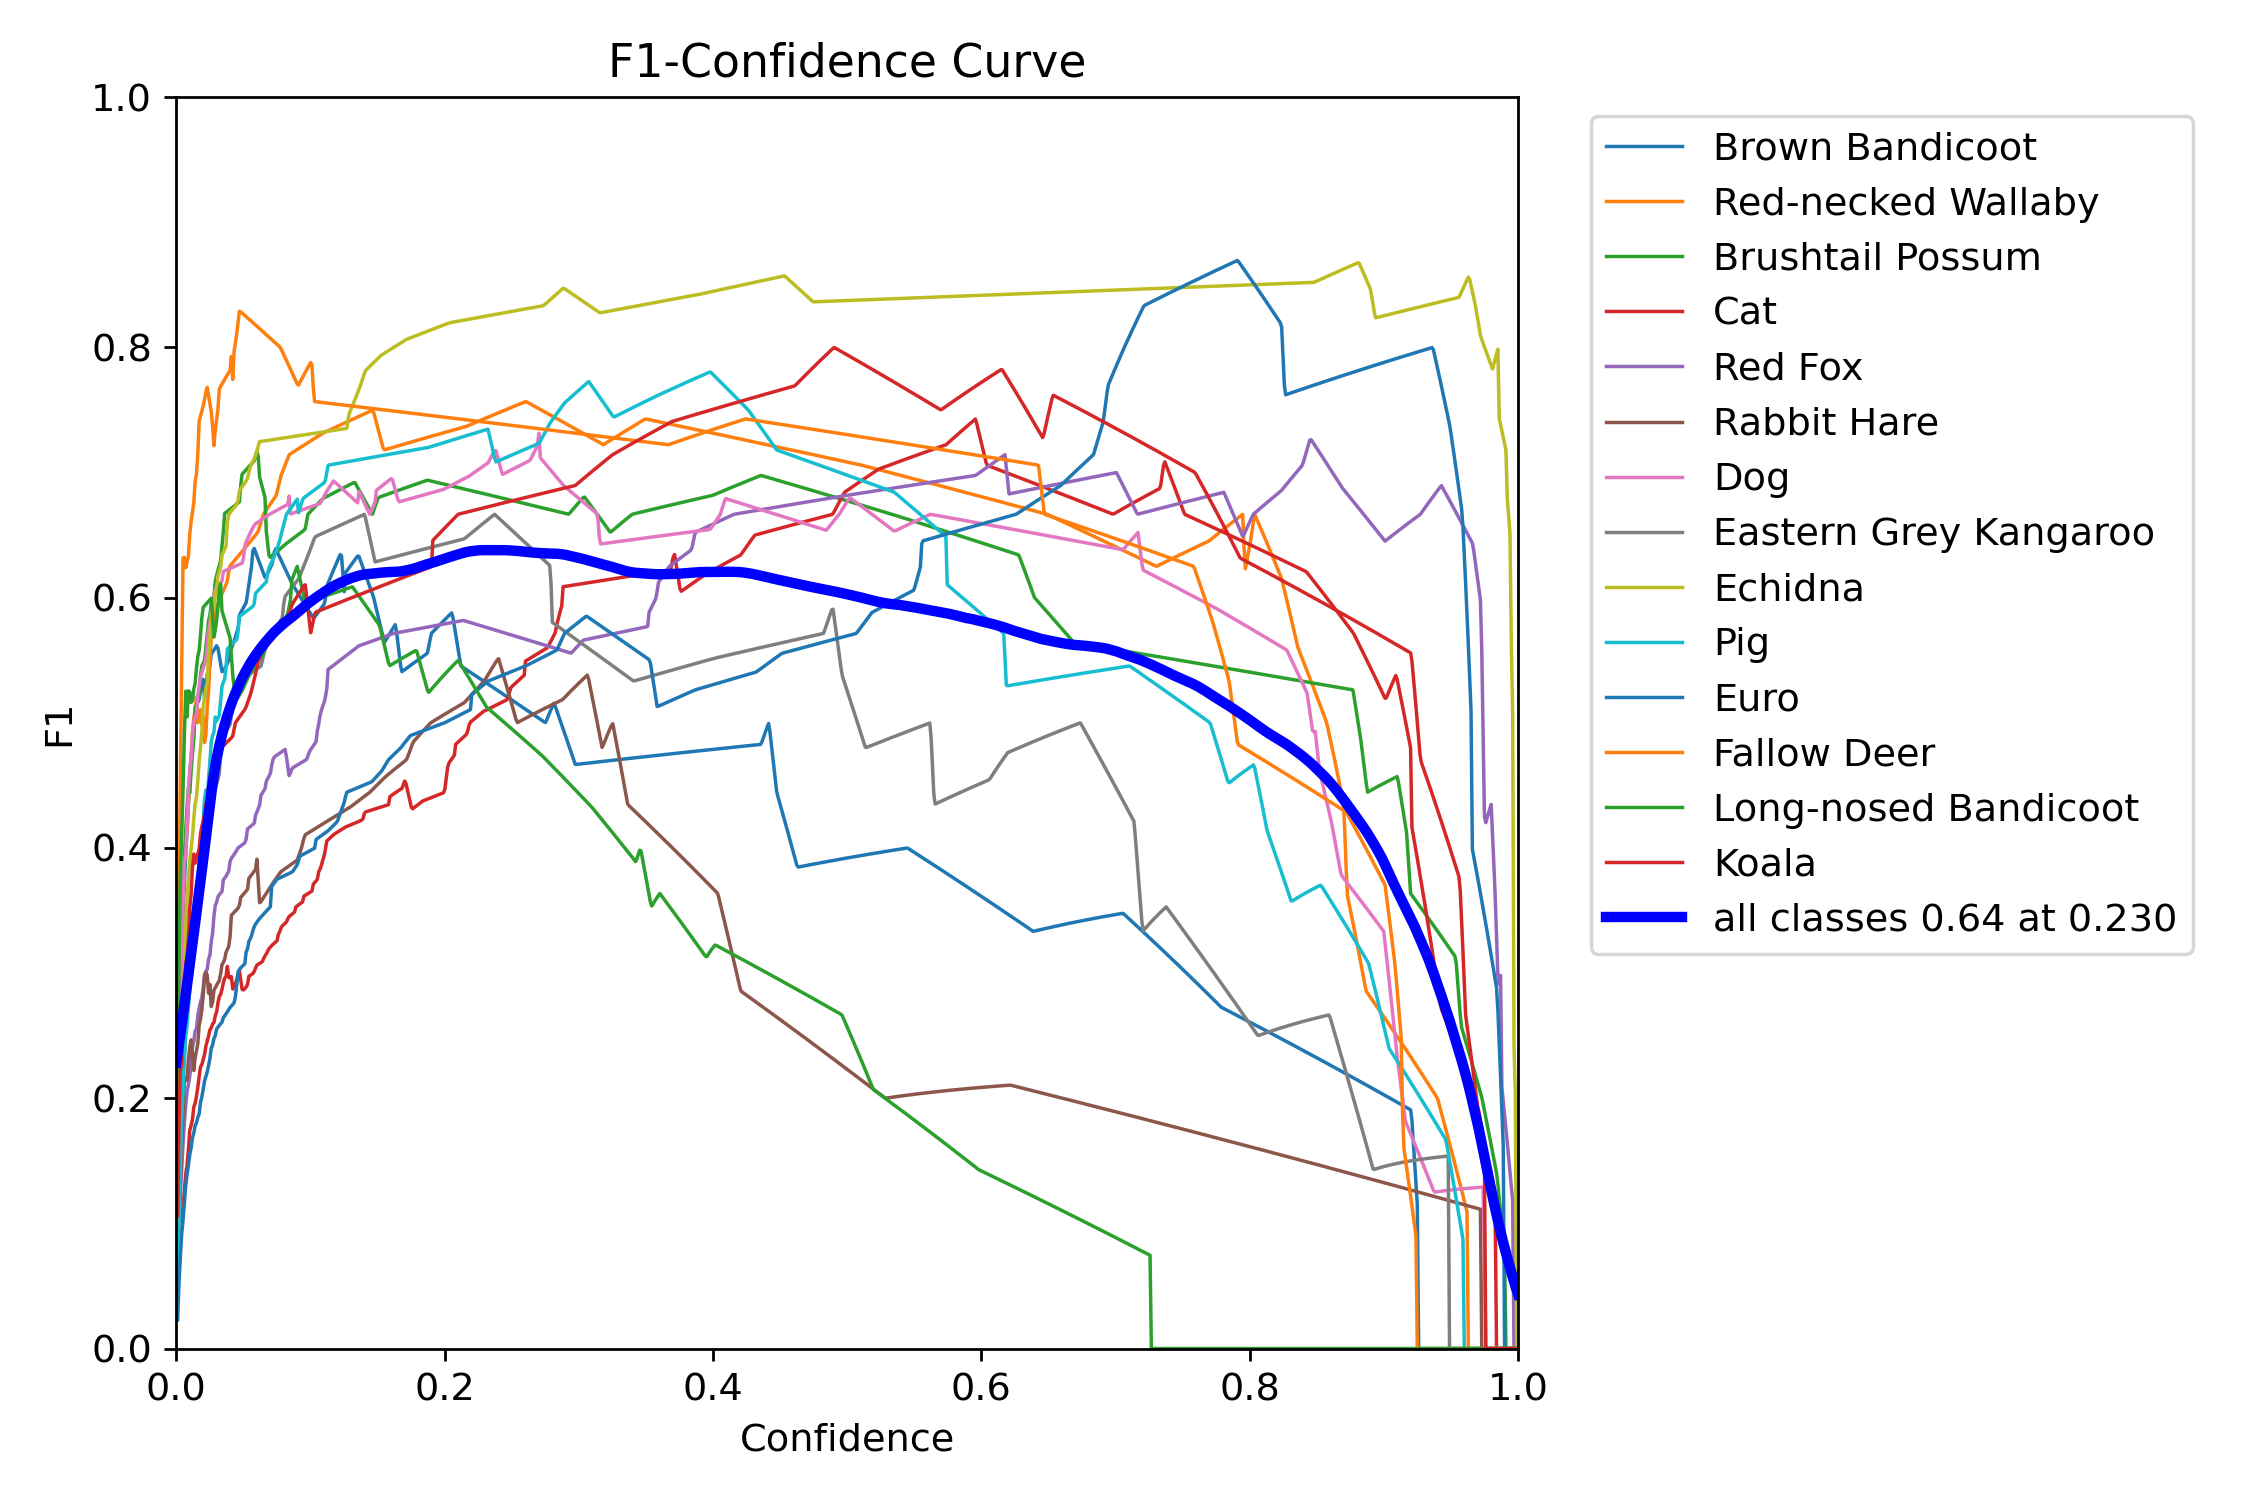 F1-Confidence Curve
1.0
0.8
0.6
0.4
0.2
0.0
F1
0.0 0.2 0.4 0.6 0.8 1.0
Confidence
Brown Bandicoot
Red-necked Wallaby
Brushtail Possum
Cat
Red Fox
Rabbit Hare
Dog
Eastern Grey Kangaroo
Echidna
Pig
Euro
Fallow Deer
Long-nosed Bandicoot
Koala
all classes 0.64 at 0.230